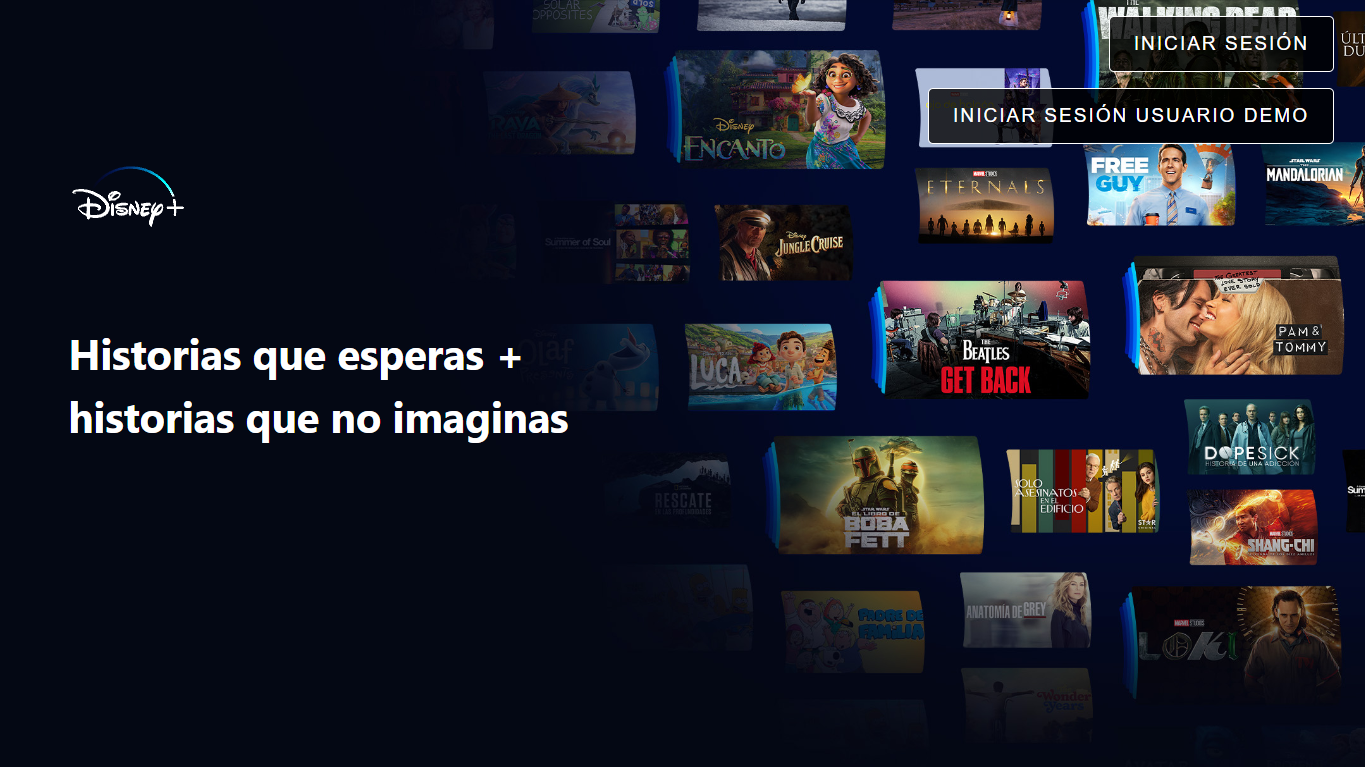 SOLAR
OPPOSITES
THE
WALKING DEAD
INICIAR SESIÓN
INICIAR SESIÓN USUARIO DEMO
RAYA
Disney
ENCANTO
FREE
GUY
STAR WARS
THE
MANDALORIAN
MARVEL STUDIOS
ETERNALS
Disney+
Summer of Soul
Disney
JUNGLE CRUISE
Historias que esperas +
historias que no imaginas
Olaf
LUCA
THE
BEATLES
GET BACK
THE GREATEST
LOVE STORY
EVER SOLD
PAM &
TOMMY
DOPESICK
HISTORIA DE UNA ADICCIÓN
RESCATE
STAR WARS
EL LIBRO DE
BOBA
FETT
SOLO
ASESINATOS
EN EL
EDIFICIO
STAR
MARVEL STUDIOS
SHANG-CHI
PADRE DE
FAMILIA
ANATOMÍA DE GREY
MARVEL STUDIOS
LOKI
Wonder
Years